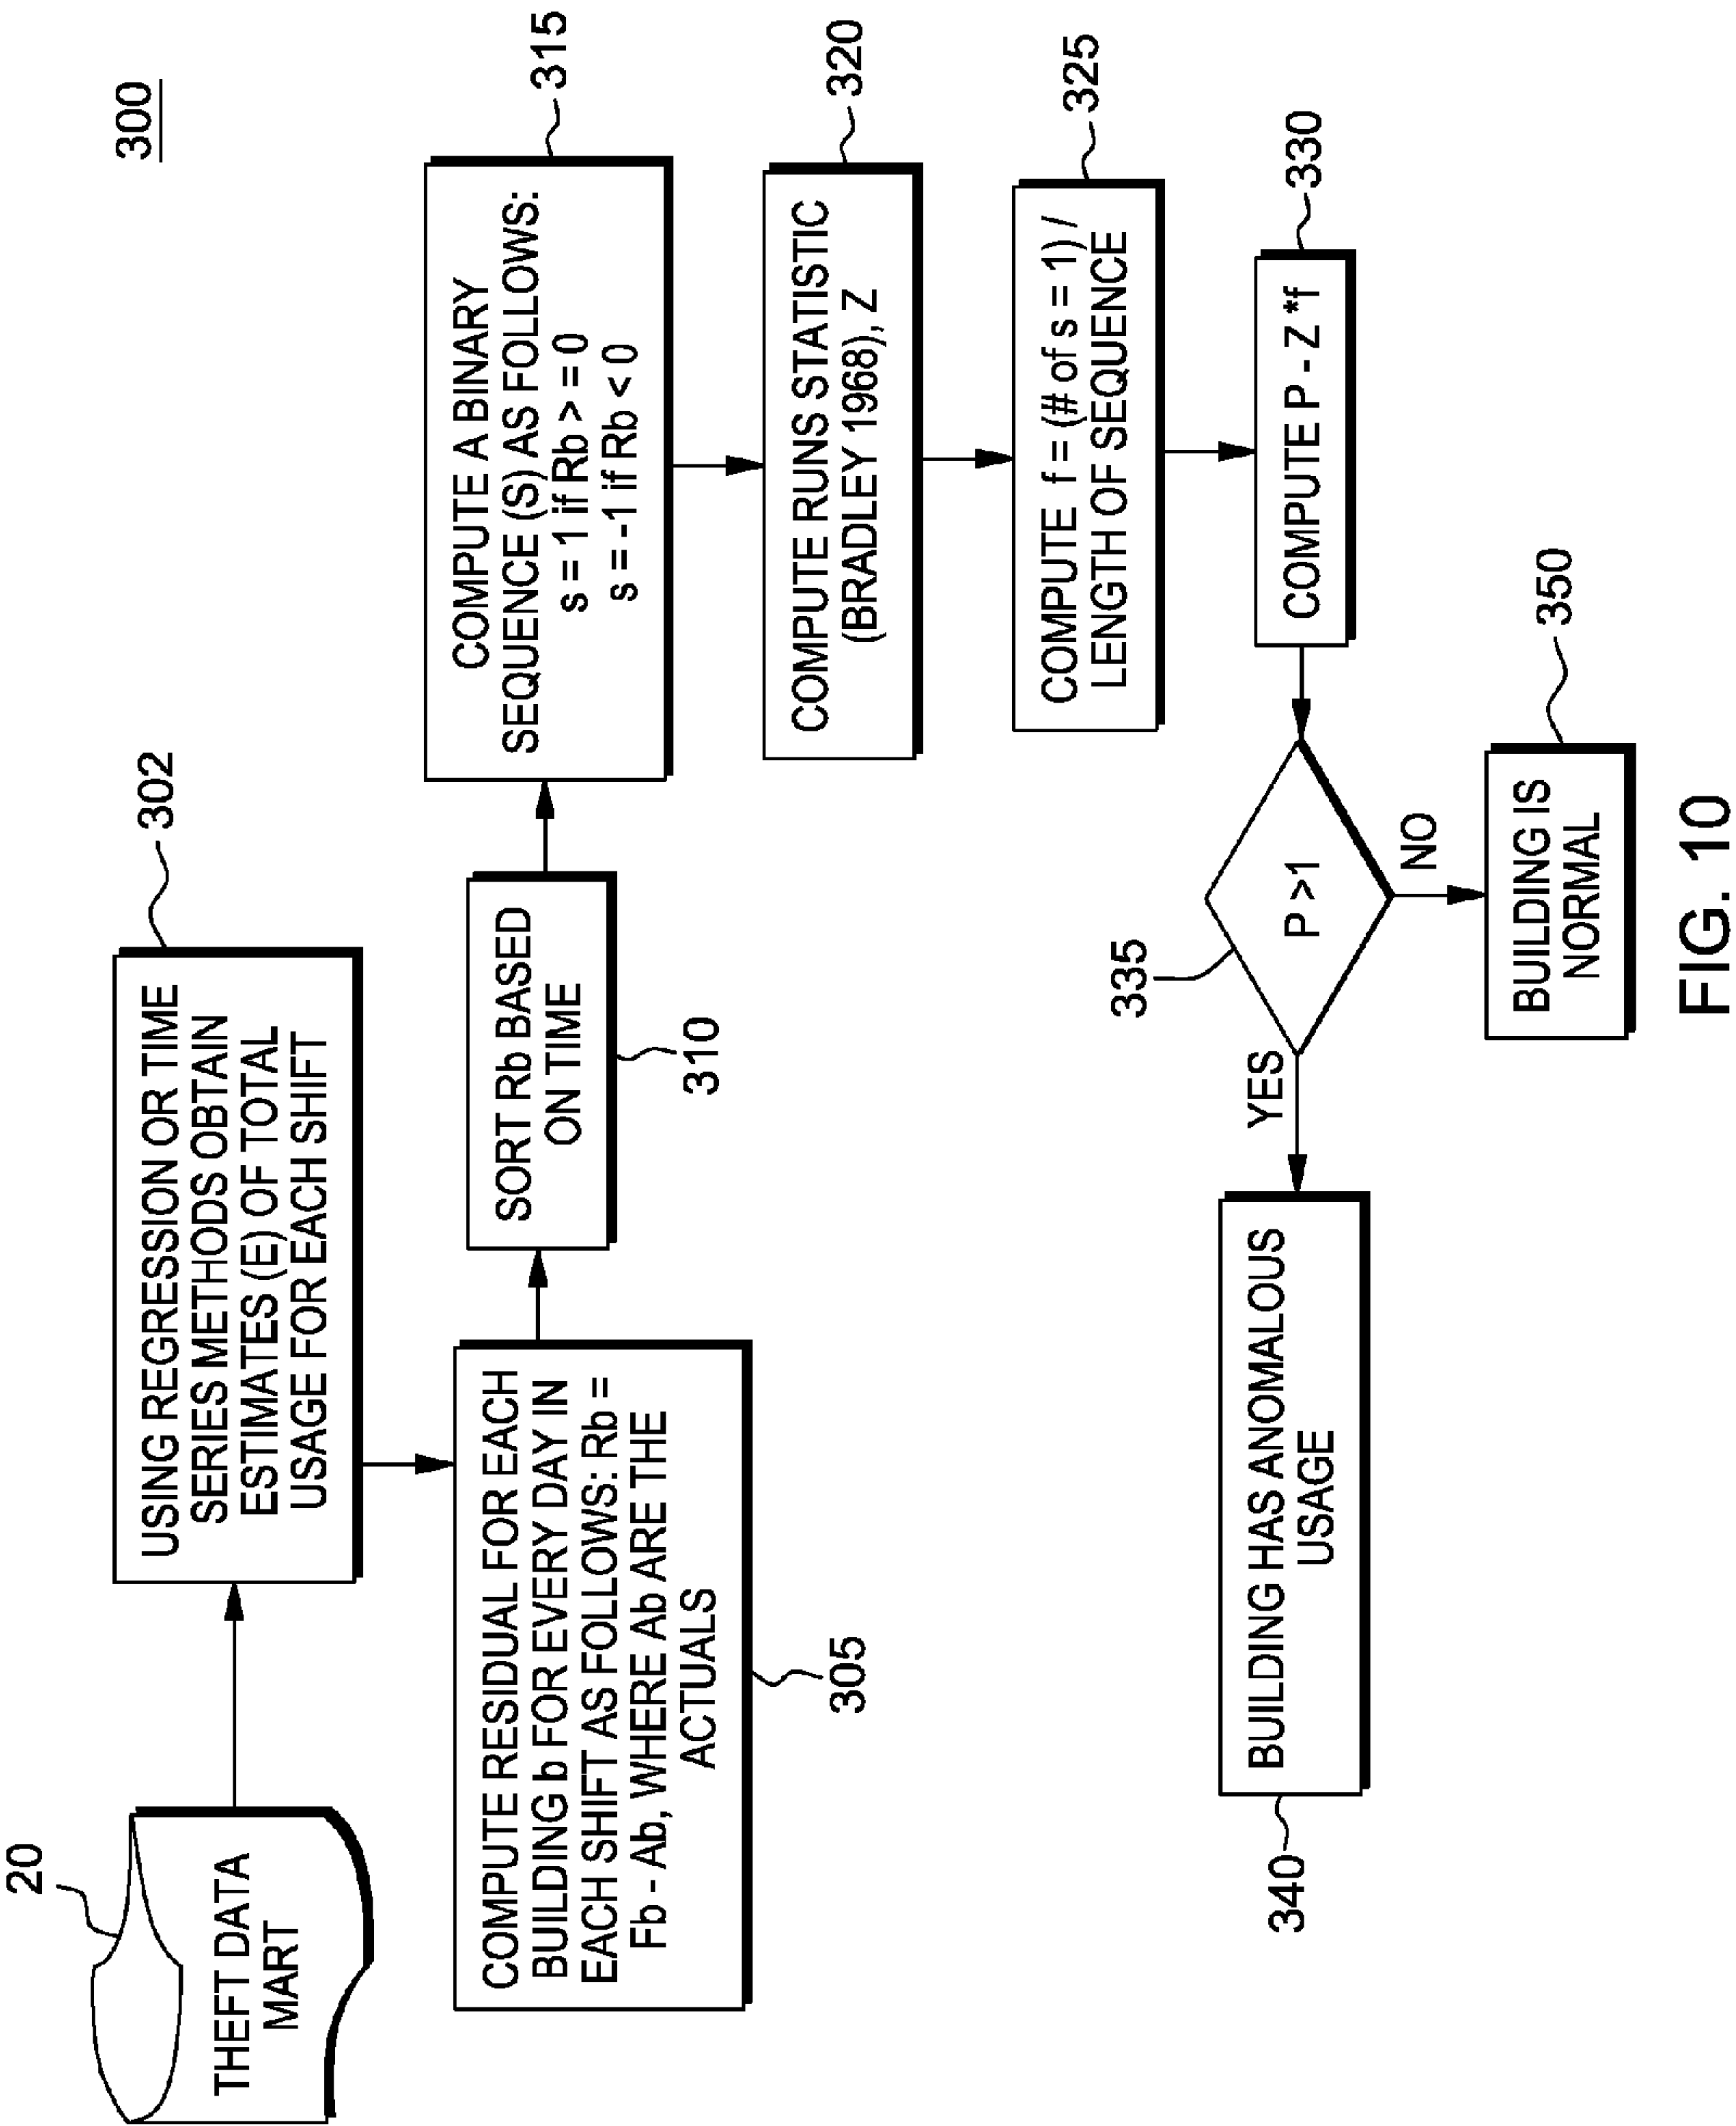 300
20
THEFT DATA
MART
302
USING REGRESSION OR TIME
SERIES METHODS OBTAIN
ESTIMATES (E) OF TOTAL
USAGE FOR EACH SHIFT
COMPUTE RESIDUAL FOR EACH
BUILDING b FOR EVERY DAY IN
EACH SHIFT AS FOLLOWS: Rb =
Fb - Ab, WHERE Ab ARE THE
ACTUALS
305
SORT Rb BASED
ON TIME
310
315
COMPUTE A BINARY
SEQUENCE (S) AS FOLLOWS:
s = 1 if Rb > = 0
s = -1 if Rb < 0
320
COMPUTE RUNS STATISTIC
(BRADLEY 1968), Z
325
COMPUTE f = (# of s = 1) /
LENGTH OF SEQUENCE
330
COMPUTE P - Z *f
335
P >1
YES
NO
340
BUILDING HAS ANOMALOUS
USAGE
350
BUILDING IS
NORMAL
FIG. 10